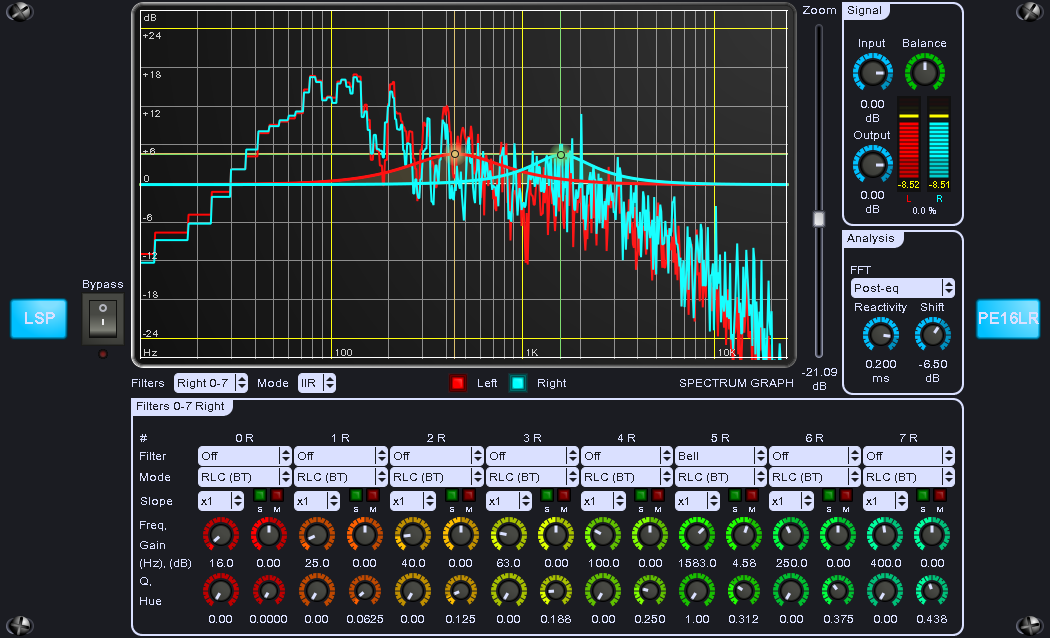 Zoom
Signal
dB
+24
+18
+12
+6
0
-6
-12
-18
-24
Hz
100
1K
10K
Input
Balance
0.00
dB
Output
-8.52
-8.51
L
R
0.00
dB
0.0 %
Analysis
FFT
Post-eq
Reactivity
Shift
0.200
-6.50
ms
dB
Bypass
LSP
PE16LR
-21.09
dB
Filters
Right 0-7
Mode
IIR
Left
Right
SPECTRUM GRAPH
Filters 0-7 Right
# 0 R 1 R 2 R 3 R 4 R 5 R 6 R 7 R
Filter Off Off Off Off Off Bell Off Off
Mode RLC (BT) RLC (BT) RLC (BT) RLC (BT) RLC (BT) RLC (BT) RLC (BT) RLC (BT)
Slope x1 x1 x1 x1 x1 x1 x1 x1
S M S M S M S M S M S M S M S M
Freq,
Gain
(Hz), (dB) 16.0 0.00 25.0 0.00 40.0 0.00 63.0 0.00 100.0 0.00 1583.0 4.58 250.0 0.00 400.0 0.00
Q,
Hue
0.00 0.0000 0.00 0.0625 0.00 0.125 0.00 0.188 0.00 0.250 1.00 0.312 0.00 0.375 0.00 0.438